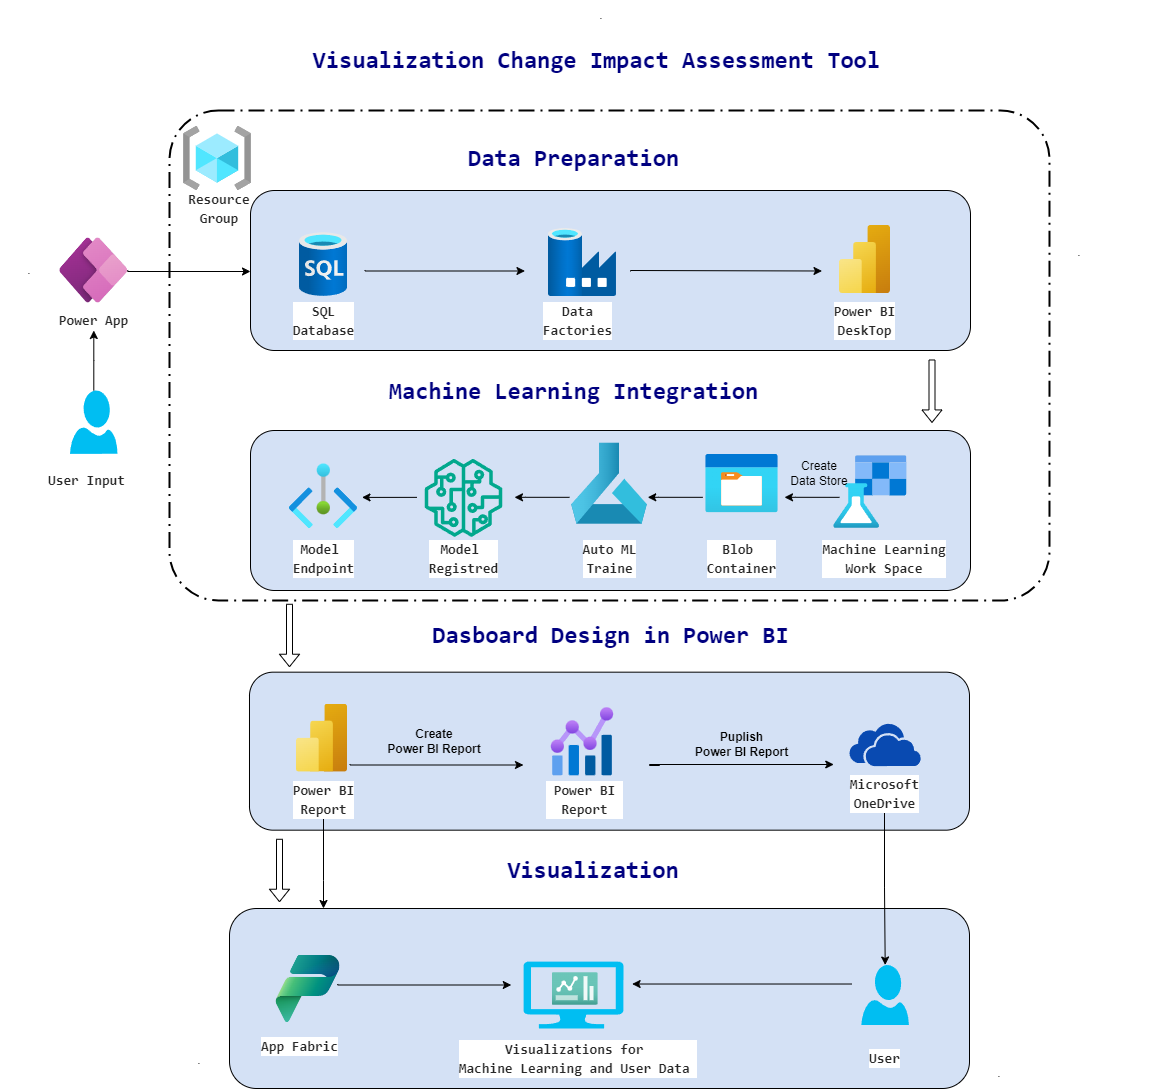 Visualization Change Impact Assessment Tool
Data Preparation
Resource
Group
SQL
SQL
Database
Data
Factories
Power BI
DeskTop
Power App
User Input
Machine Learning Integration
Model
Endpoint
Model
Registred
Auto ML
Traine
Blob
Container
Create
Data Store
Machine Learning
Work Space
Dasboard Design in Power BI
Power BI
Report
Create
Power BI Report
Power BI
Report
Puplish
Power BI Report
Microsoft
OneDrive
Visualization
App Fabric
Visualizations for
Machine Learning and User Data
User